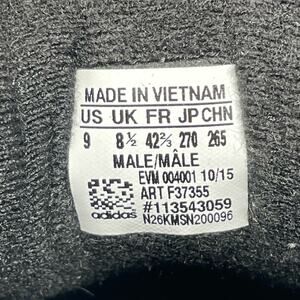 MADE IN VIETNAM
US UK FR JP CHN
9 8½ 42⅔ 270 265
MALE/MÂLE
EVM 004001 10/15
ART F37355
#113543059
adidas N26KMSN200096